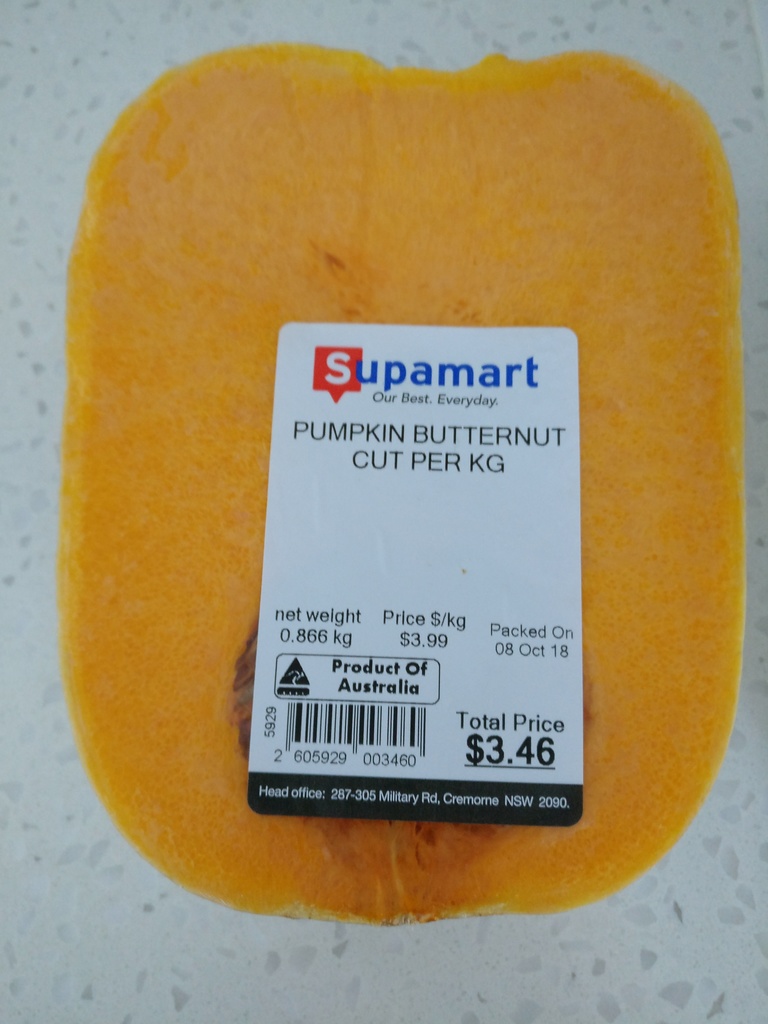 Supamart
Our Best. Everyday.
PUMPKIN BUTTERNUT
CUT PER KG
net weight Price $/kg Packed On
0.866 kg $3.99 08 Oct 18
Product Of
Australia
5929
2 605929 003460
Total Price
$3.46
Head office: 287-305 Military Rd, Cremorne NSW 2090.